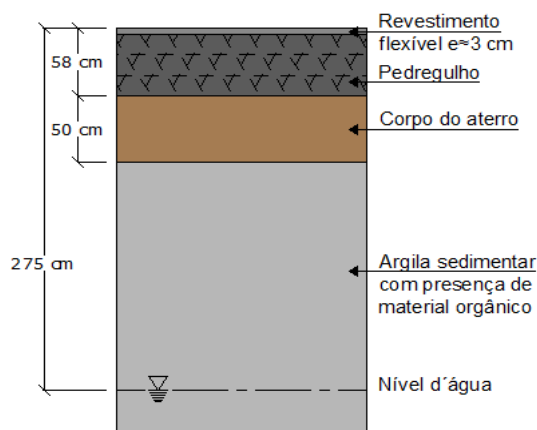 Revestimento
flexível e≈3 cm
58 cm
Pedregulho
50 cm
Corpo do aterro
275 cm
Argila sedimentar
com presença de
material orgânico
Nível d´água